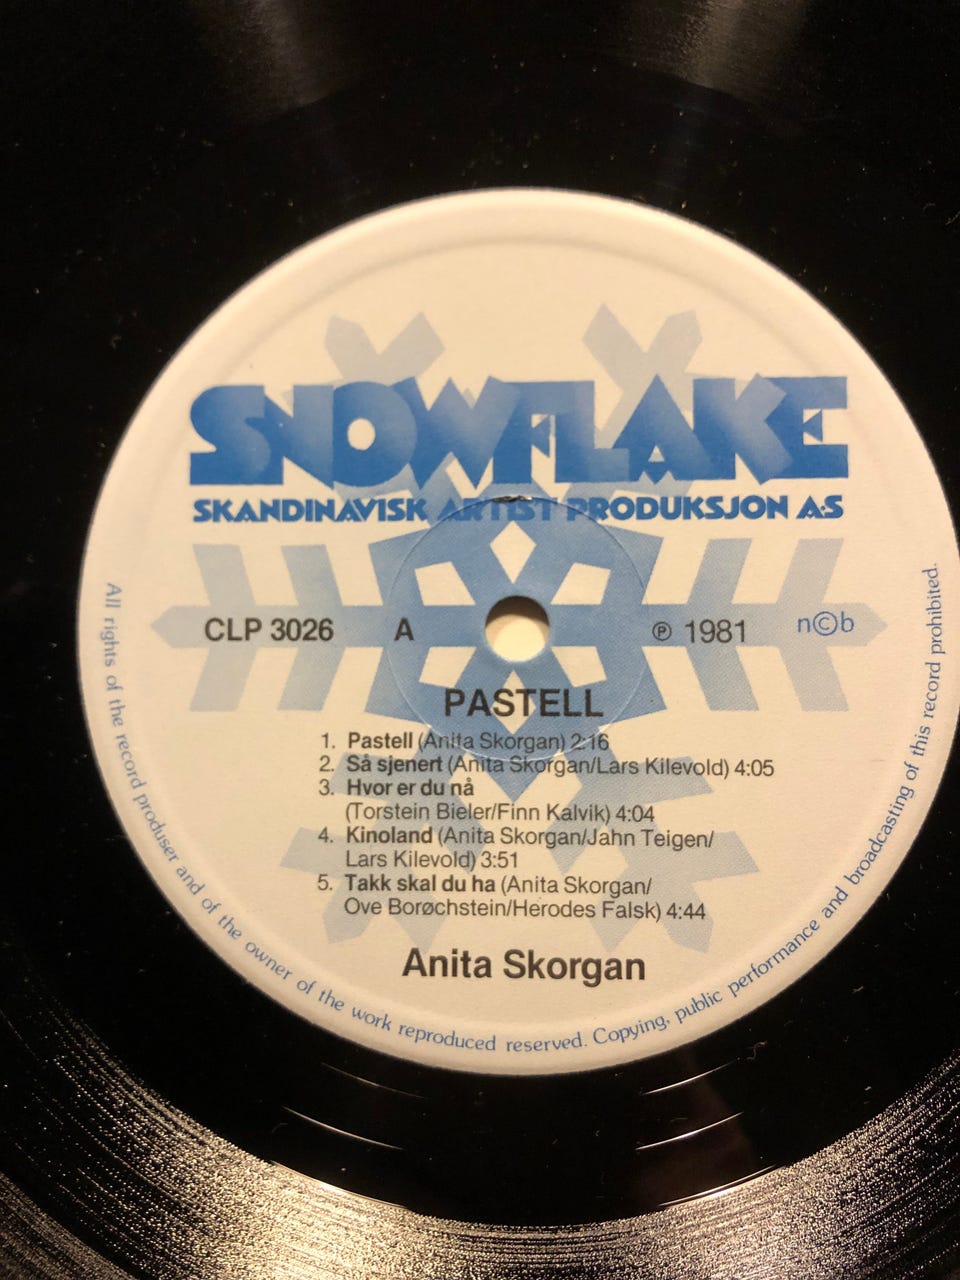 SNOWFLAKE
SKANDINAVISK ARTIST PRODUKSJON A·S
CLP 3026 A ℗ 1981 n©b
PASTELL
1. Pastell (Anita Skorgan) 2:16
2. Så sjenert (Anita Skorgan/Lars Kilevold) 4:05
3. Hvor er du nå
(Torstein Bieler/Finn Kalvik) 4:04
4. Kinoland (Anita Skorgan/Jahn Teigen/
Lars Kilevold) 3:51
5. Takk skal du ha (Anita Skorgan/
Ove Borøchstein/Herodes Falsk) 4:44
Anita Skorgan
All rights of the record produser and of the owner of the work reproduced reserved. Copying, public performance and broadcasting of this record prohibited.